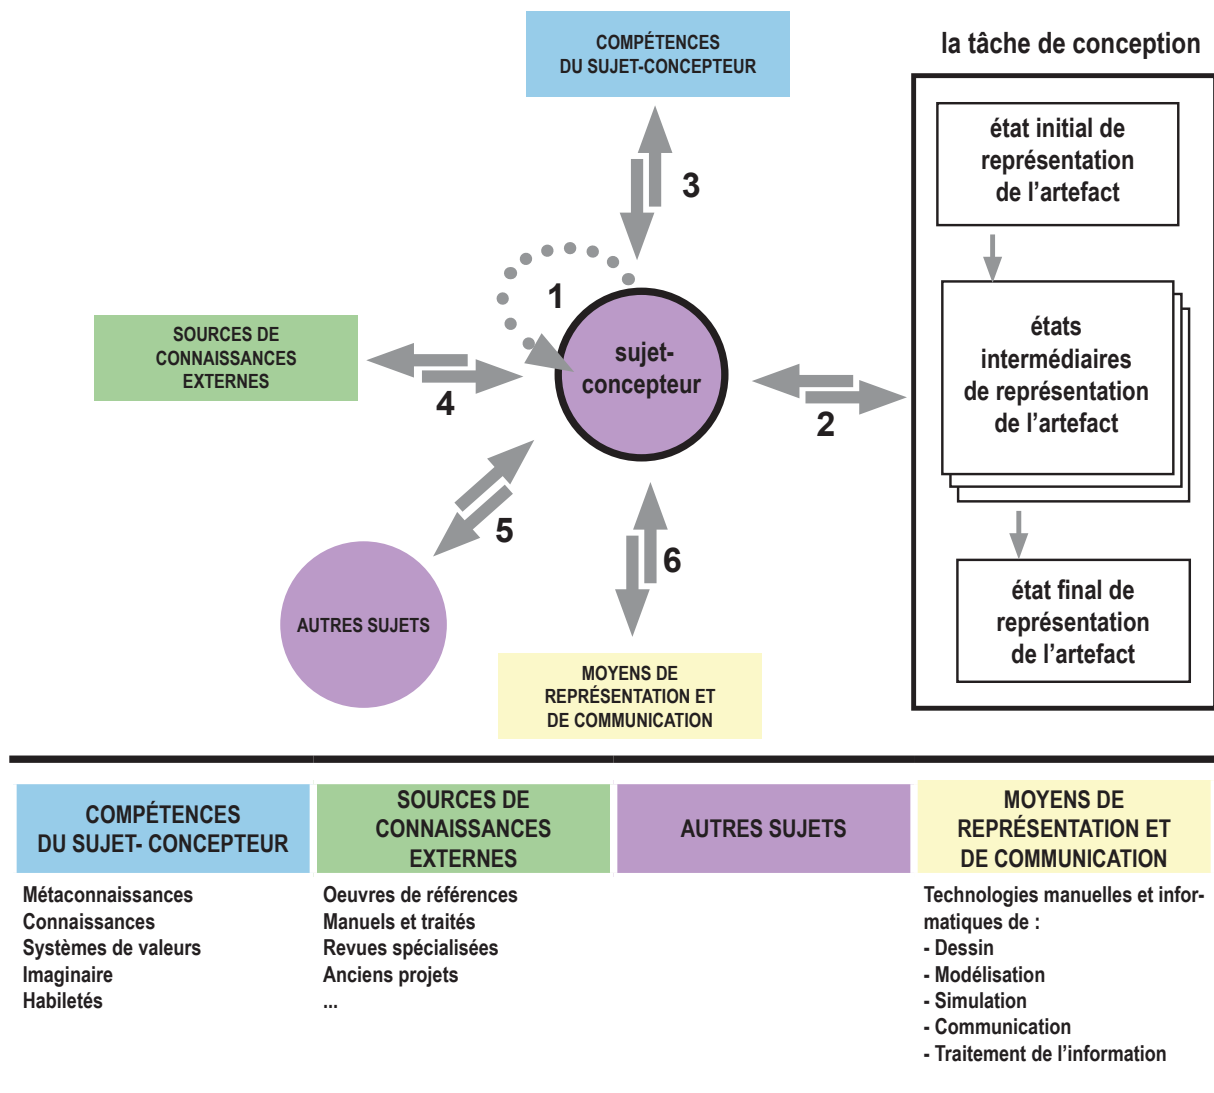 COMPÉTENCES
DU SUJET-CONCEPTEUR
la tâche de conception
état initial de
représentation
de l’artefact
3
1
SOURCES DE
CONNAISSANCES
EXTERNES
4
sujet-
concepteur
2
états
intermédiaires
de représentation
de l’artefact
5
6
AUTRES SUJETS
état final de
représentation
de l’artefact
MOYENS DE
REPRÉSENTATION ET
DE COMMUNICATION
COMPÉTENCES
DU SUJET- CONCEPTEUR
Métaconnaissances
Connaissances
Systèmes de valeurs
Imaginaire
Habiletés
SOURCES DE
CONNAISSANCES
EXTERNES
Oeuvres de références
Manuels et traités
Revues spécialisées
Anciens projets
...
AUTRES SUJETS
MOYENS DE
REPRÉSENTATION ET
DE COMMUNICATION
Technologies manuelles et infor-
matiques de :
- Dessin
- Modélisation
- Simulation
- Communication
- Traitement de l’information